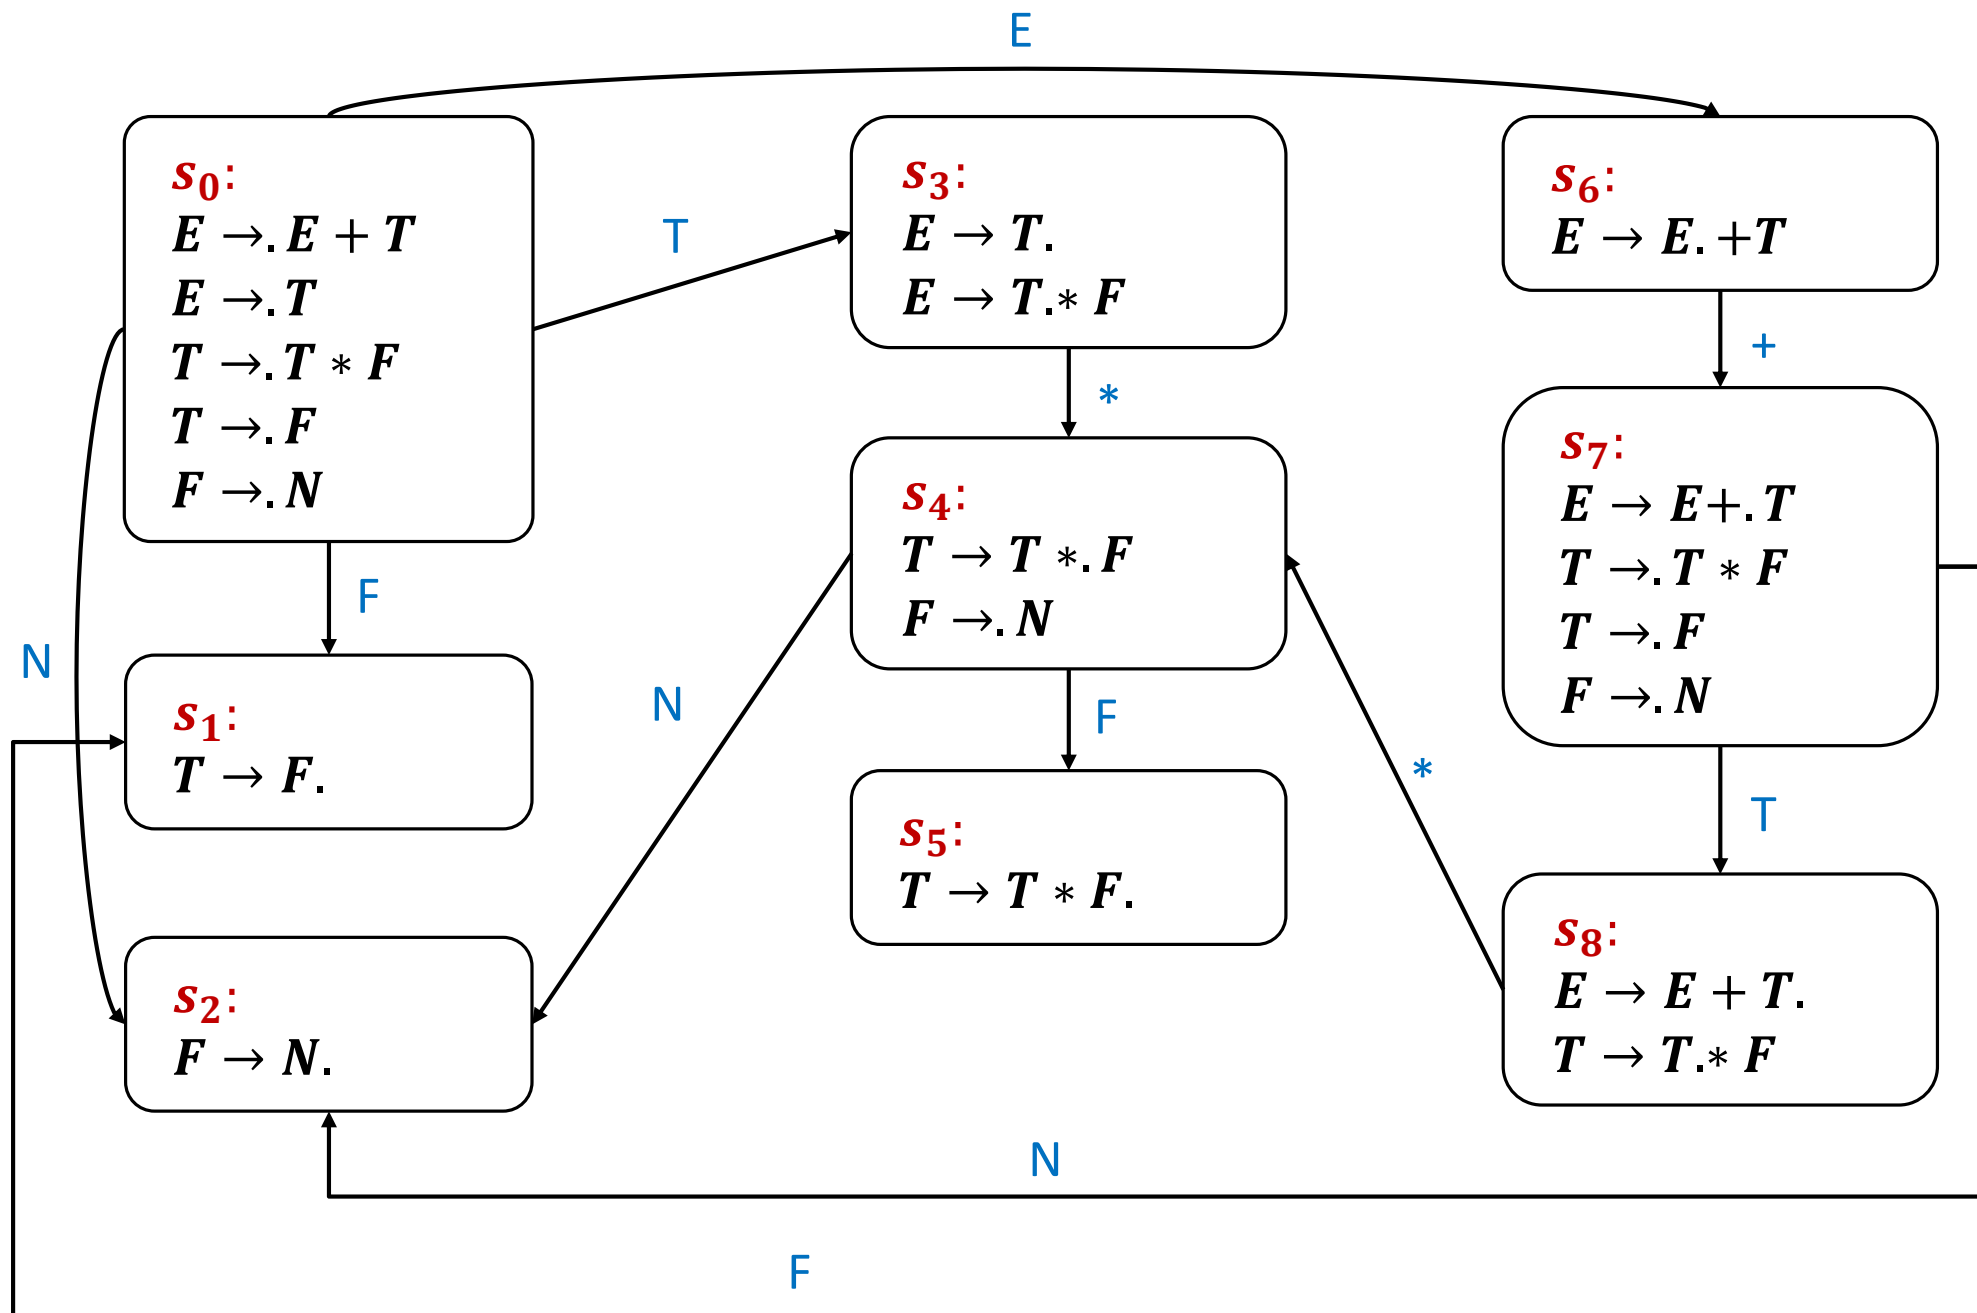 E
s₀:
E →. E + T
E →. T
T →. T * F
T →. F
F →. N
T
s₃:
E → T.
E → T.* F
s₆:
E → E. +T
+
*
s₇:
E → E+. T
T →. T * F
T →. F
F →. N
s₄:
T → T *. F
F →. N
F
N
s₁:
T → F.
N
F
*
T
s₅:
T → T * F.
s₈:
E → E + T.
T → T.* F
s₂:
F → N.
N
F